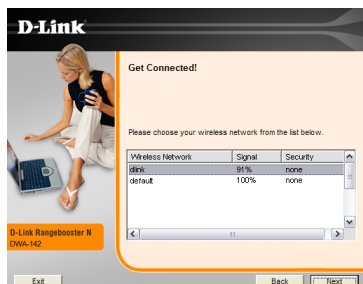 D-Link
Get Connected!
Please choose your wireless network from the list below.
Wireless Network Signal Security
dlink 91% none
default 100% none
D-Link Rangebooster N
DWA-142
Exit Back Next